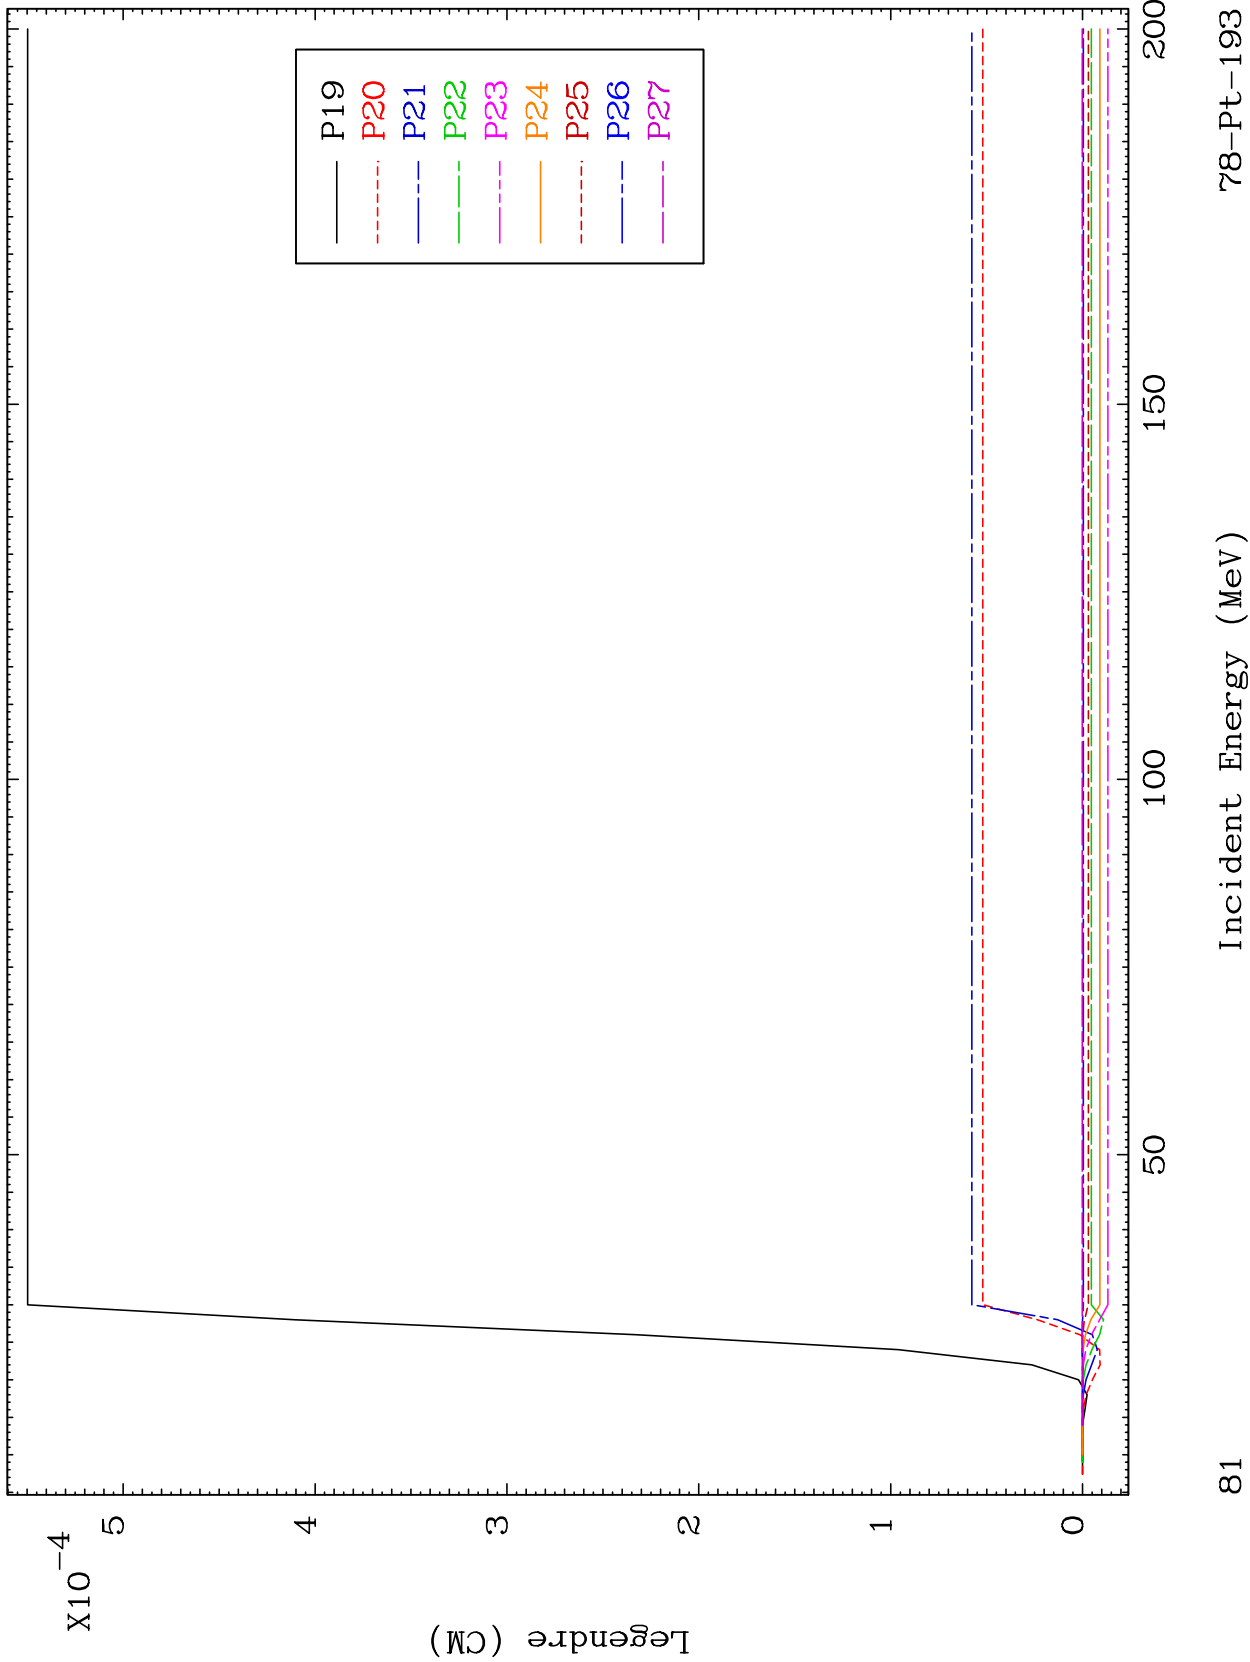 X10-4
5
4
3
2
1
0
Legendre (CM)
P19
P20
P21
P22
P23
P24
P25
P26
P27
50
100
150
200
Incident Energy (MeV)
81
78-Pt-193